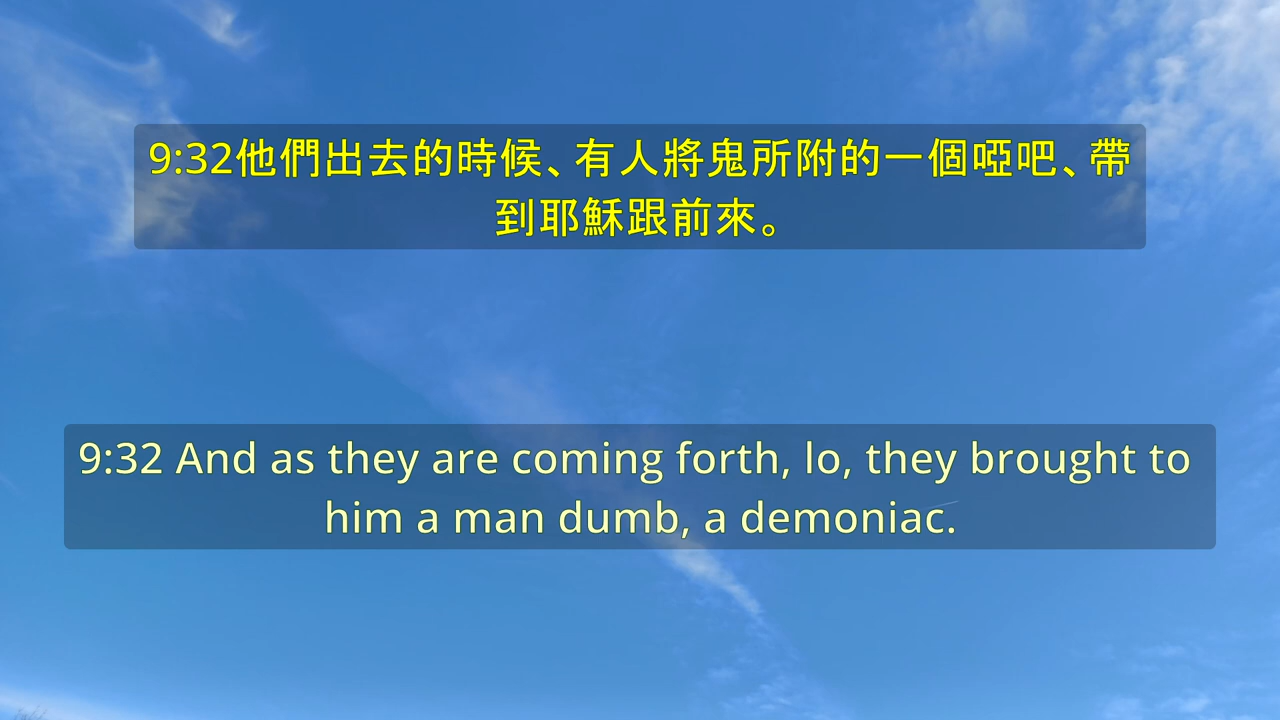 9:32他們出去的時候、有人將鬼所附的一個啞吧、帶
到耶穌跟前來。
9:32 And as they are coming forth, lo, they brought to
him a man dumb, a demoniac.